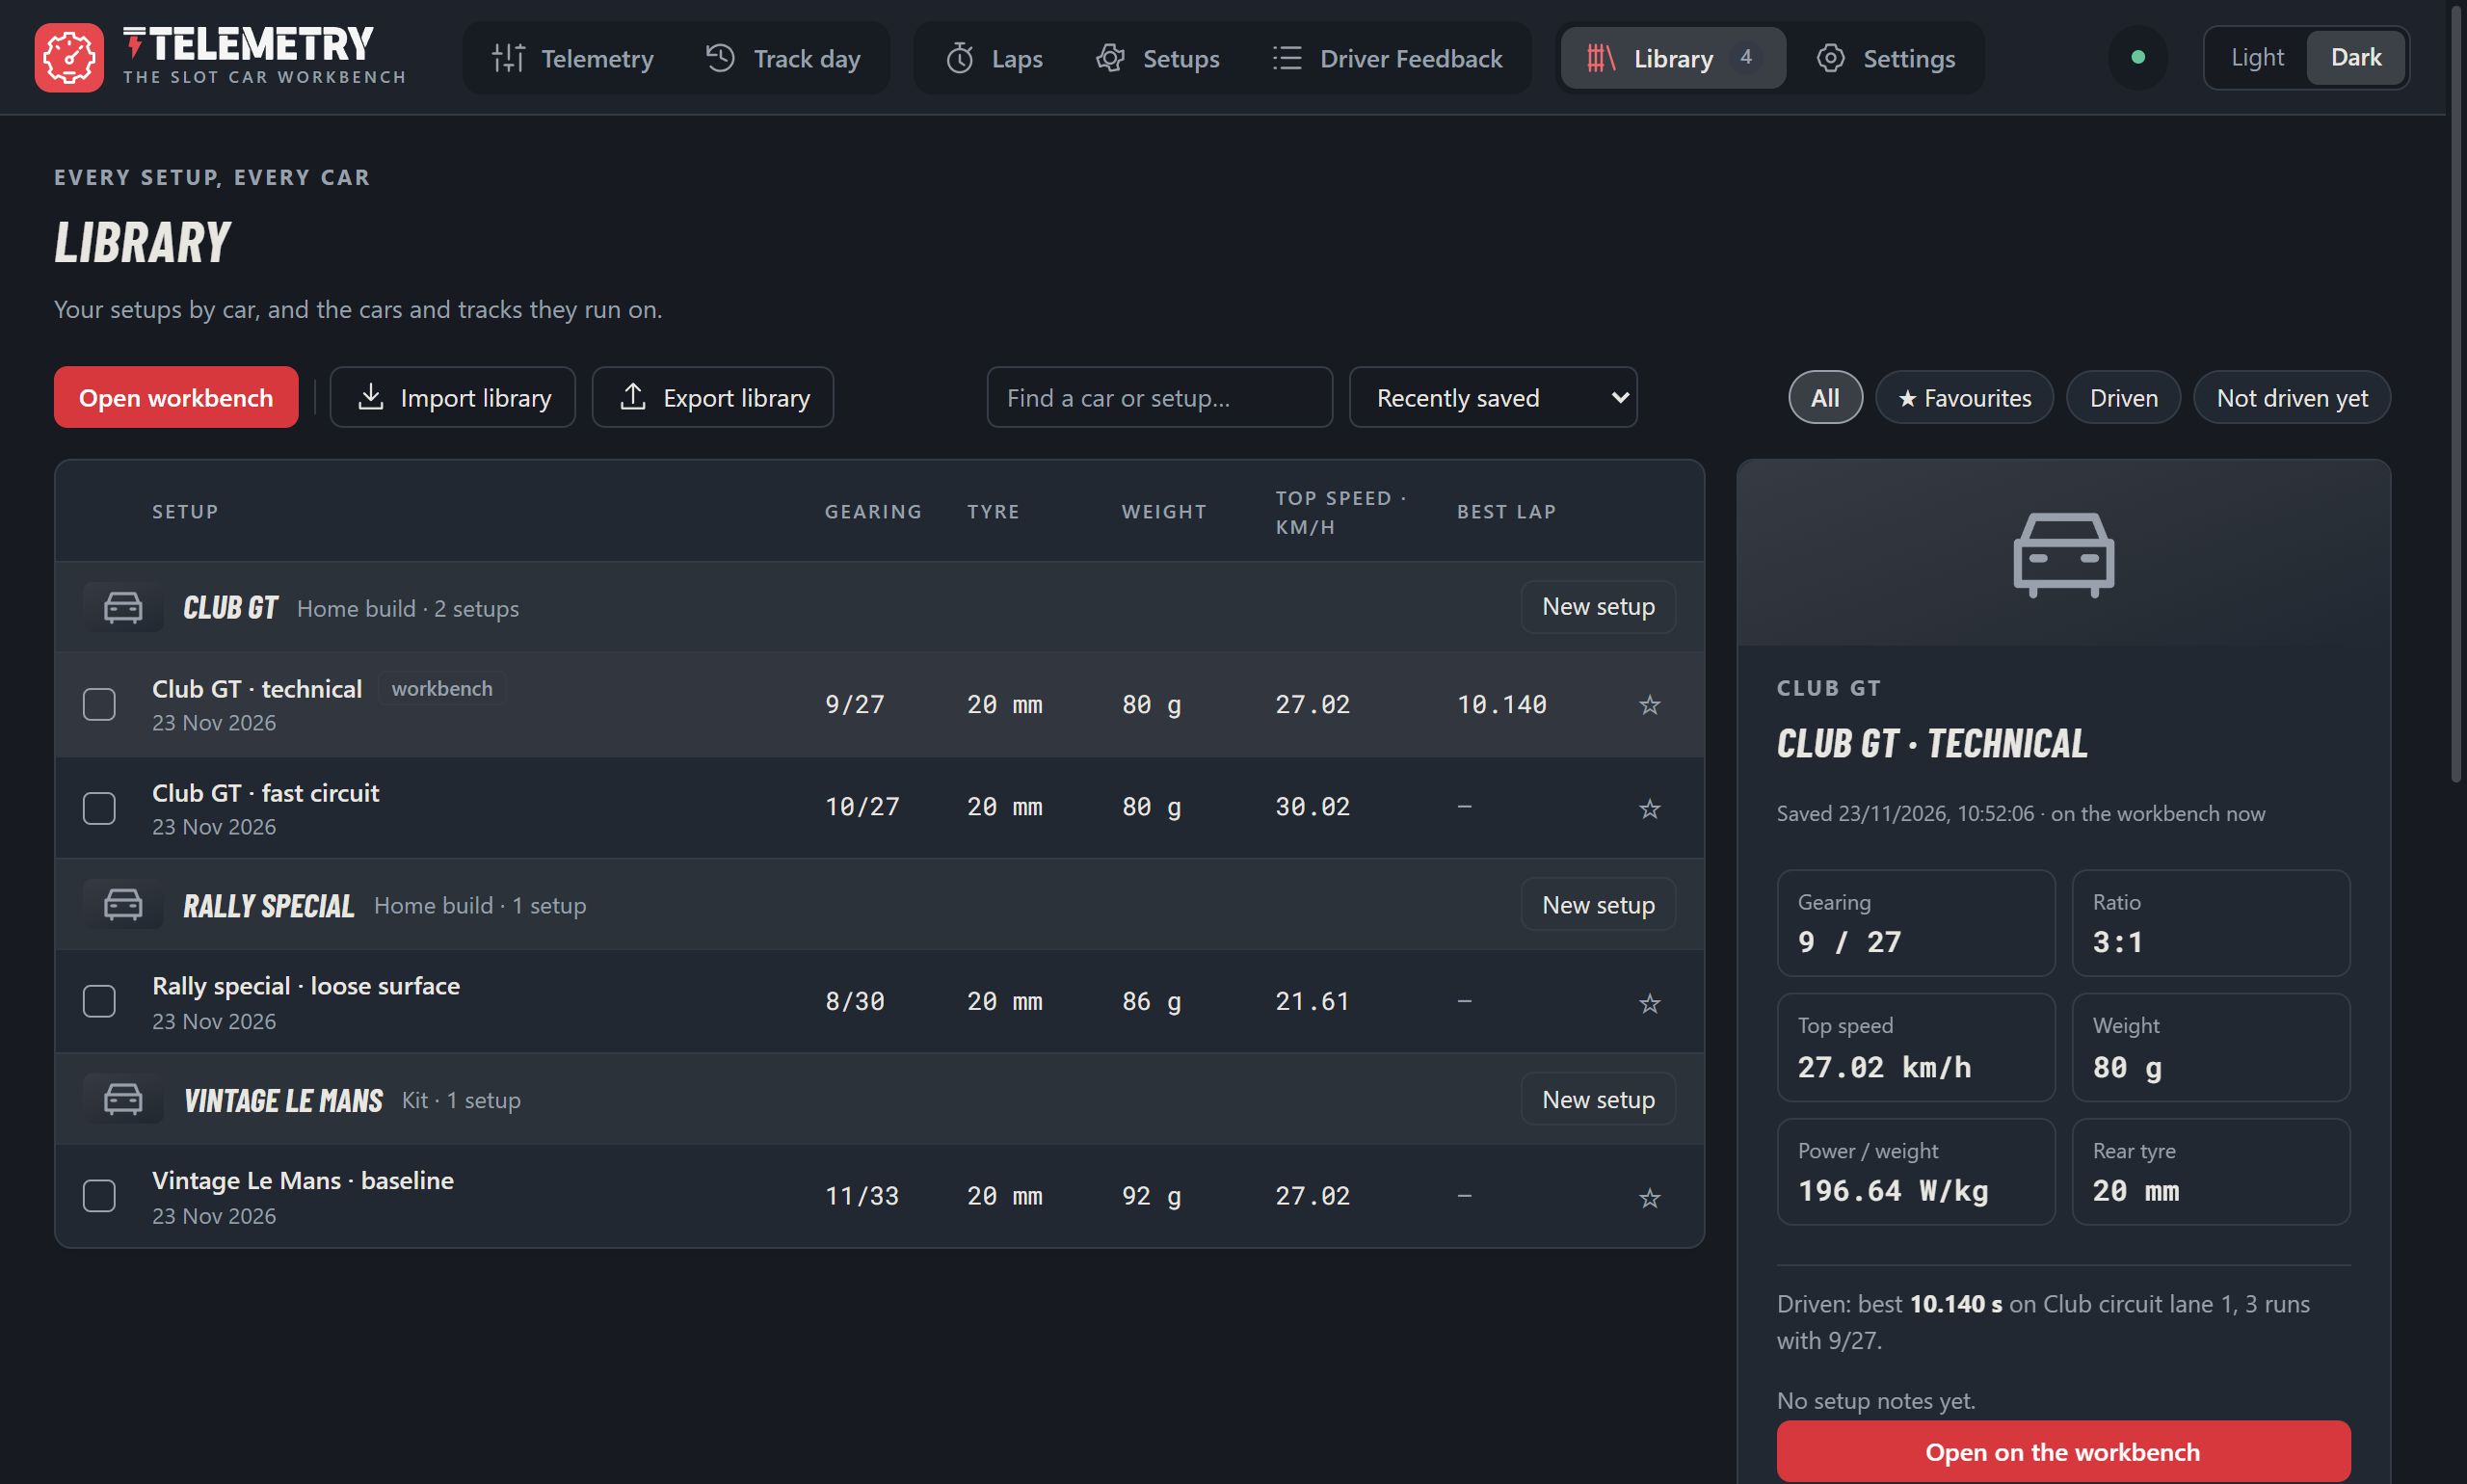 TELEMETRY
THE SLOT CAR WORKBENCH
Telemetry
Track day
Laps
Setups
Driver Feedback
Library 4
Settings
Light
Dark
EVERY SETUP, EVERY CAR
LIBRARY
Your setups by car, and the cars and tracks they run on.
Open workbench
Import library
Export library
Find a car or setup...
Recently saved
All
★ Favourites
Driven
Not driven yet
SETUP GEARING TYRE WEIGHT TOP SPEED · KM/H BEST LAP
CLUB GT Home build · 2 setups New setup
Club GT · technical workbench
23 Nov 2026
9/27 20 mm 80 g 27.02 10.140 ☆
Club GT · fast circuit
23 Nov 2026
10/27 20 mm 80 g 30.02 – ☆
RALLY SPECIAL Home build · 1 setup New setup
Rally special · loose surface
23 Nov 2026
8/30 20 mm 86 g 21.61 – ☆
VINTAGE LE MANS Kit · 1 setup New setup
Vintage Le Mans · baseline
23 Nov 2026
11/33 20 mm 92 g 27.02 – ☆
CLUB GT
CLUB GT · TECHNICAL
Saved 23/11/2026, 10:52:06 · on the workbench now
Gearing
9 / 27
Ratio
3:1
Top speed
27.02 km/h
Weight
80 g
Power / weight
196.64 W/kg
Rear tyre
20 mm
Driven: best 10.140 s on Club circuit lane 1, 3 runs
with 9/27.
No setup notes yet.
Open on the workbench